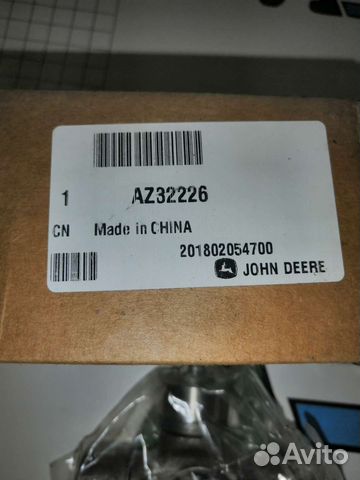 1 AZ32226
CN Made in CHINA
201802054700
JOHN DEERE
Avito